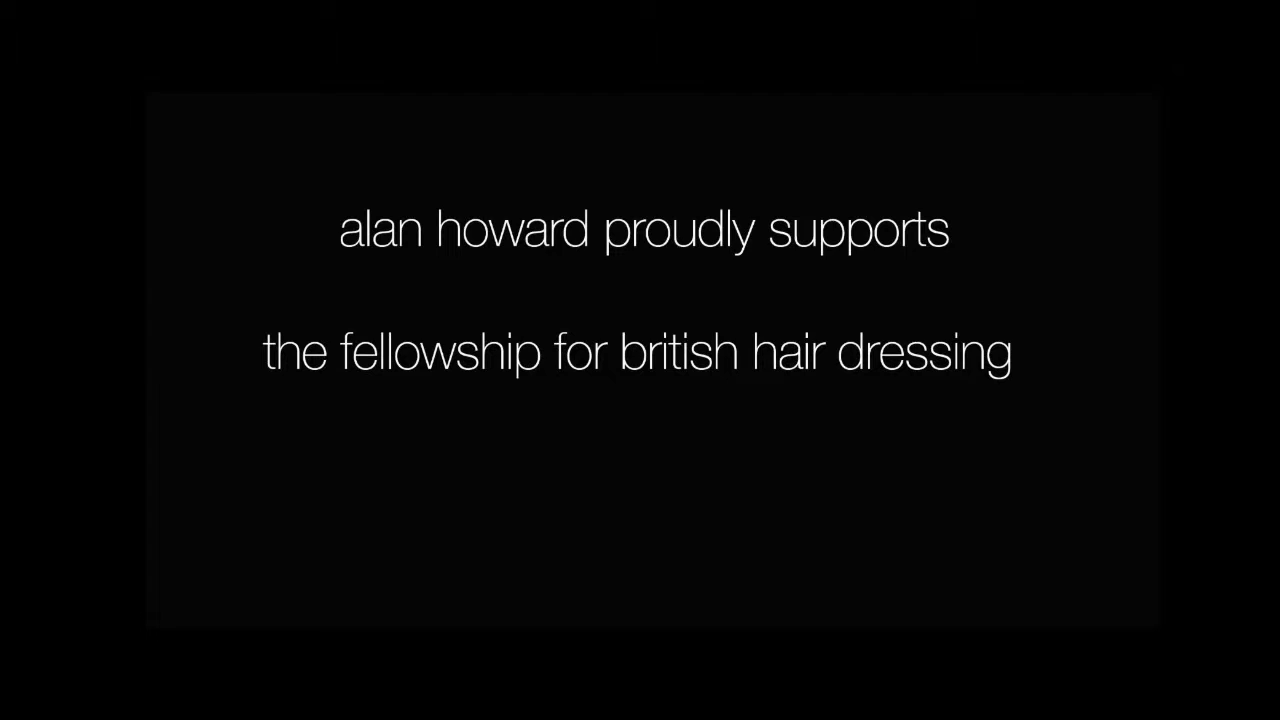 alan howard proudly supports
the fellowship for british hair dressing